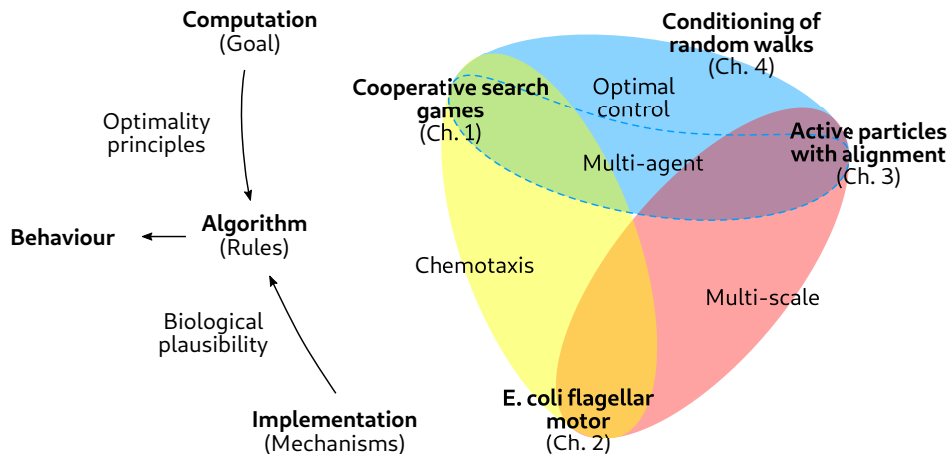 Computation
(Goal)
Optimality
principles
Algorithm
(Rules)
Behaviour
Biological
plausibility
Implementation
(Mechanisms)
Conditioning of
random walks
(Ch. 4)
Cooperative search
games
(Ch. 1)
Optimal
control
Active particles
with alignment
(Ch. 3)
Multi-agent
Chemotaxis
Multi-scale
E. coli flagellar
motor
(Ch. 2)